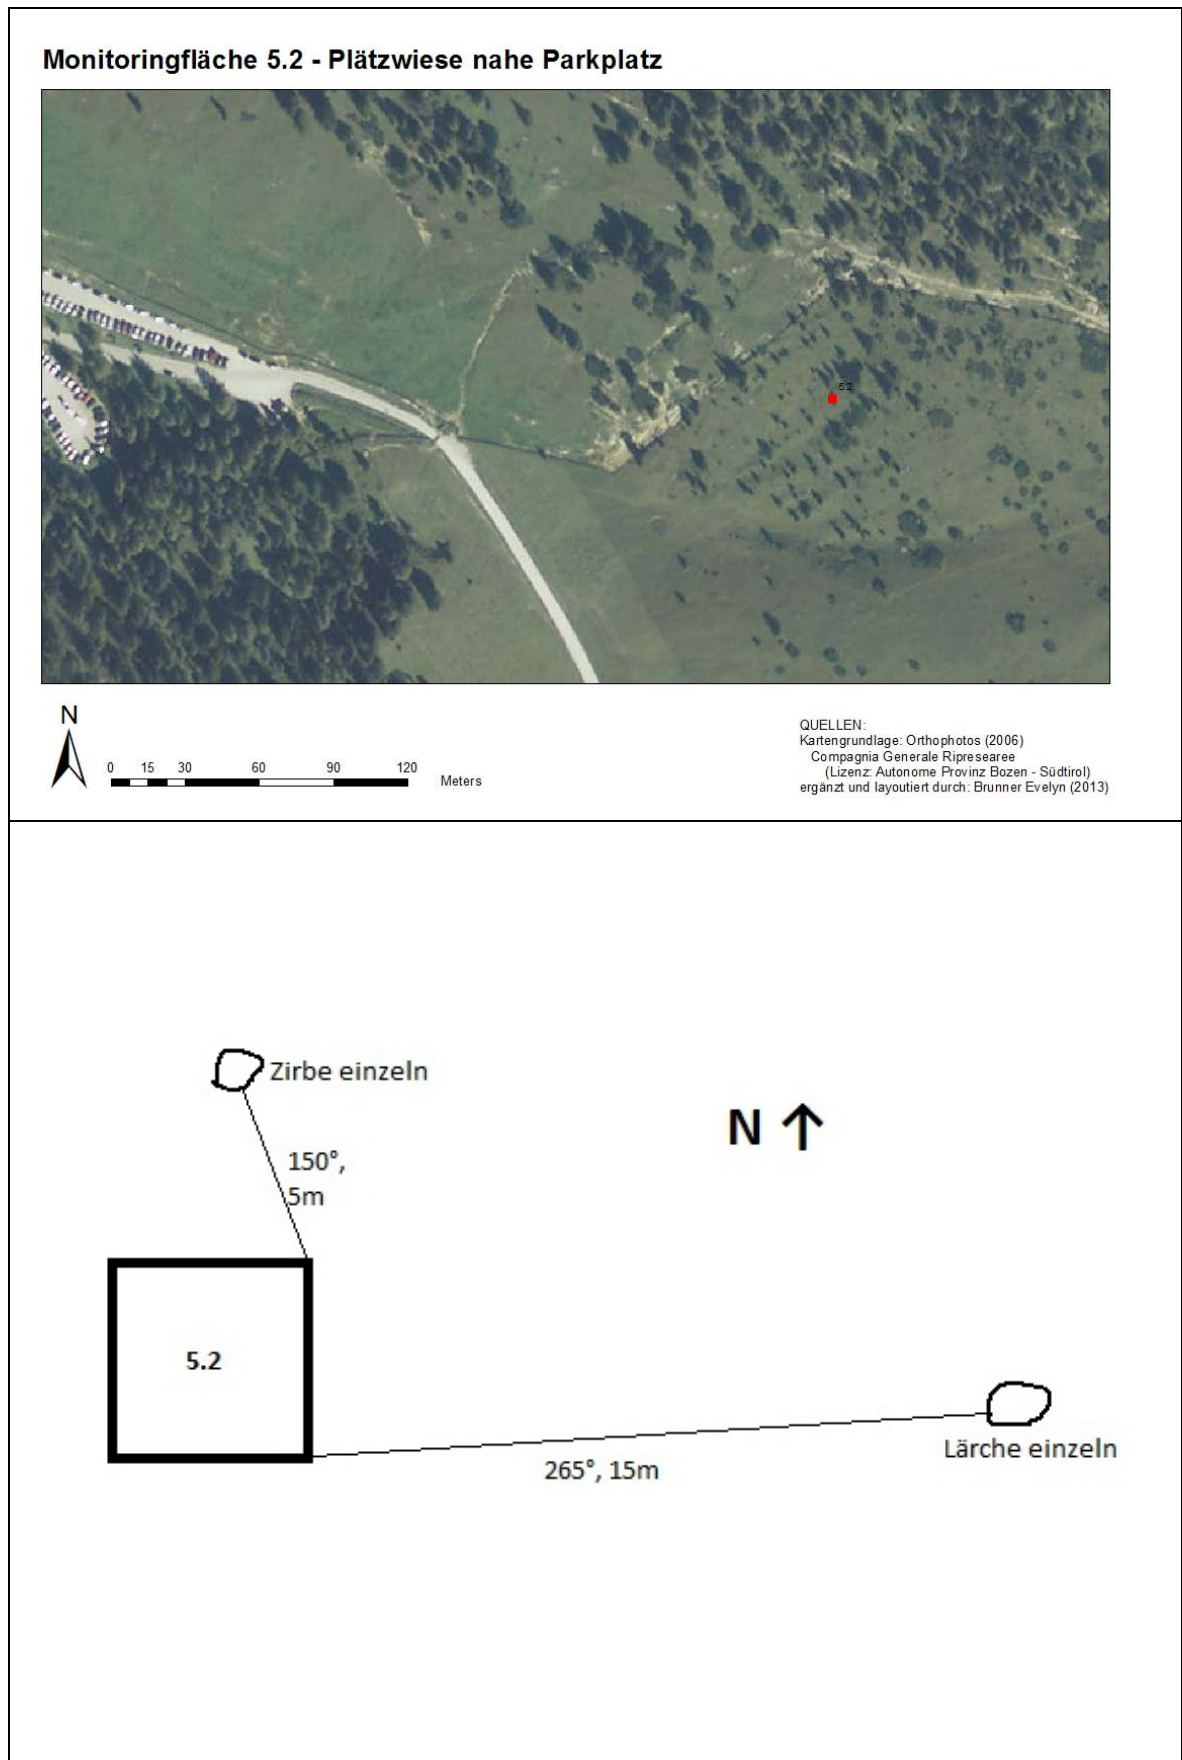 Monitoringfläche 5.2 - Plätzwiese nahe Parkplatz
5.2
N
0 15 30 60 90 120
Meters
QUELLEN:
Kartengrundlage: Orthophotos (2006)
Compagnia Generale Ripresearee
(Lizenz: Autonome Provinz Bozen - Südtirol)
ergänzt und layoutiert durch: Brunner Evelyn (2013)
Zirbe einzeln
N ↑
150°,
5m
5.2
Lärche einzeln
265°, 15m